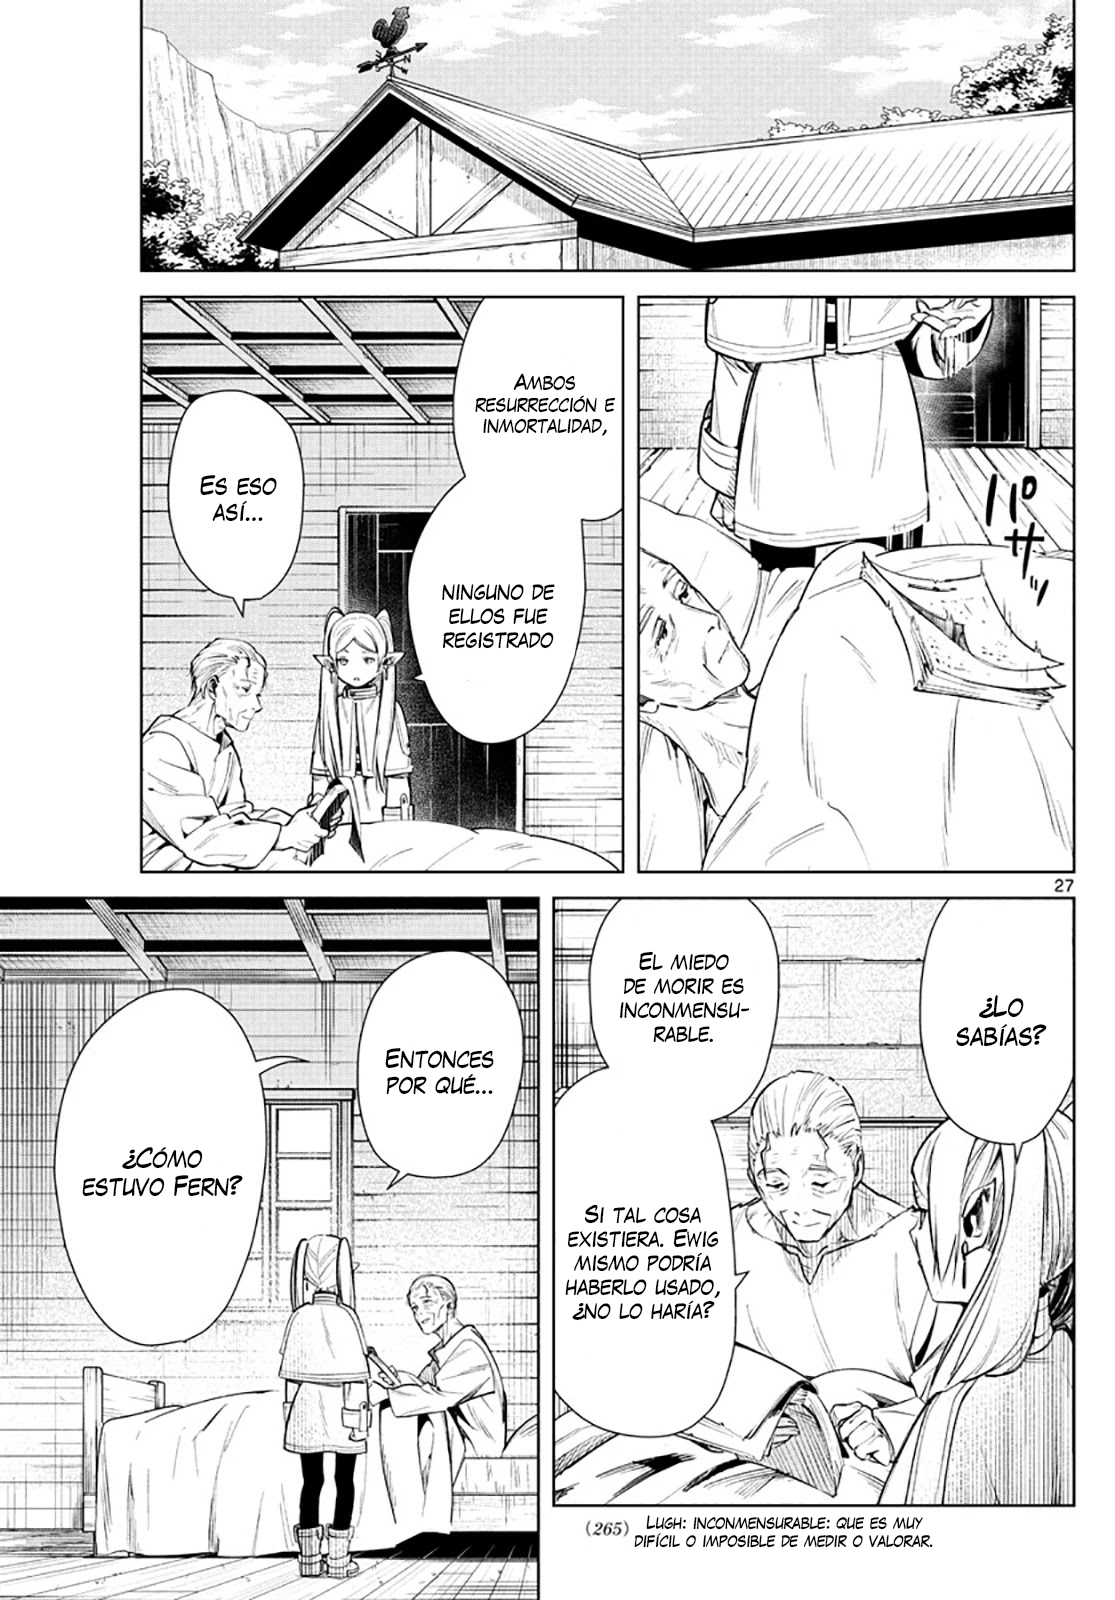 パサッ
AMBOS
RESURRECCIÓN E
INMORTALIDAD,
NINGUNO DE
ELLOS FUE
REGISTRADO
ES ESO
ASÍ...
27
¿LO
SABÍAS?
EL MIEDO
DE MORIR ES
INCONMENSU-
RABLE.
SI TAL COSA
EXISTIERA. EWIG
MISMO PODRÍA
HABERLO USADO,
¿NO LO HARÍA?
ENTONCES
POR QUÉ...
¿CÓMO
ESTUVO FERN?
(265)
LUGH: INCONMENSURABLE: QUE ES MUY
DIFÍCIL O IMPOSIBLE DE MEDIR O VALORAR.
N